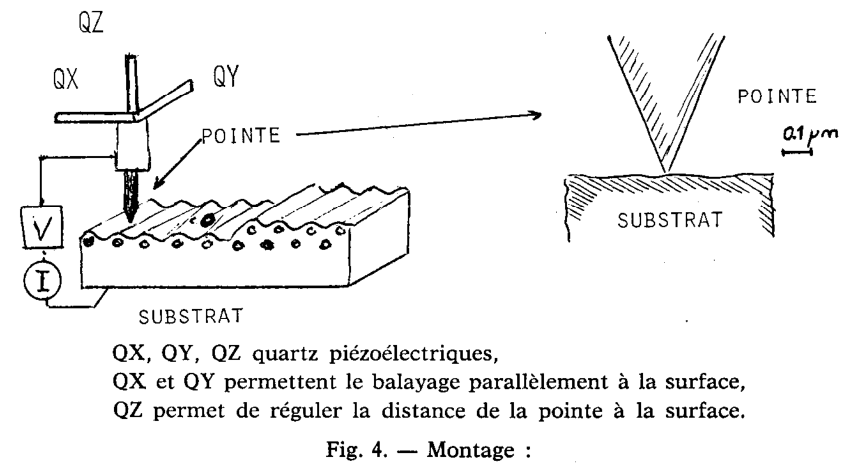 QZ
QX
QY
POINTE
V
I
SUBSTRAT
POINTE
0.1 µm
SUBSTRAT
QX, QY, QZ quartz piézoélectriques,
QX et QY permettent le balayage parallèlement à la surface,
QZ permet de réguler la distance de la pointe à la surface.
Fig. 4. — Montage :